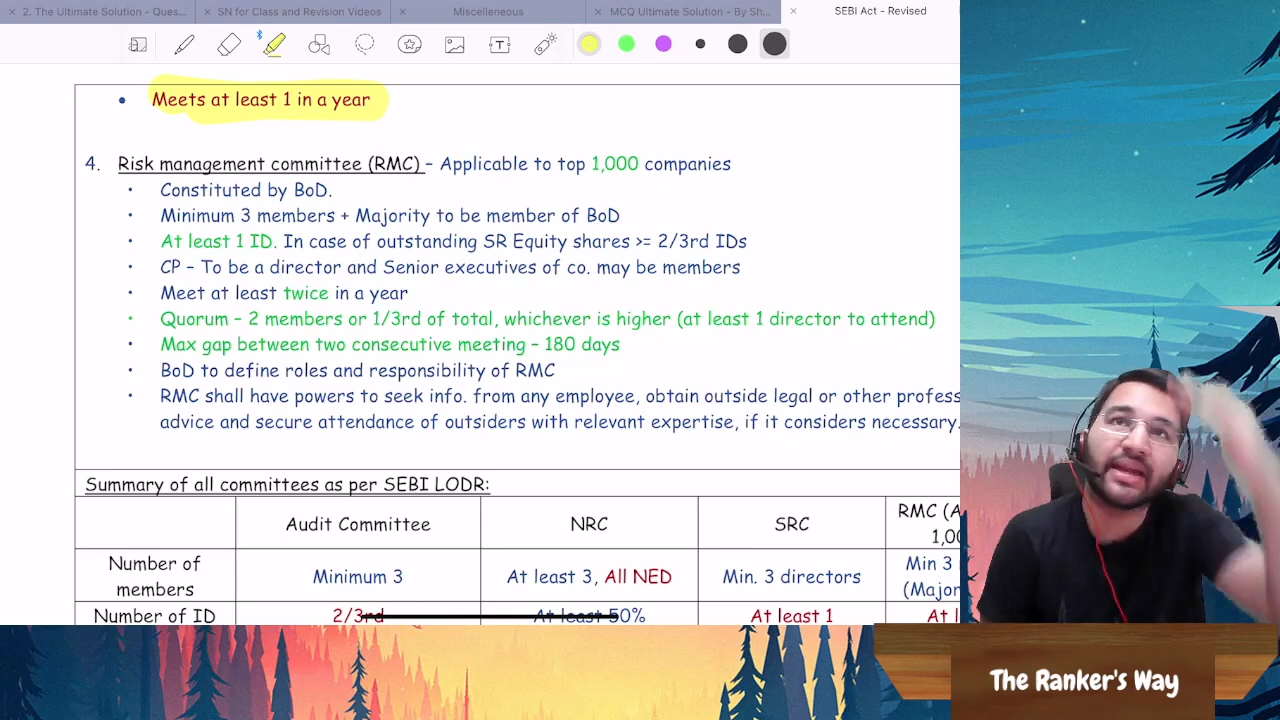 2. The Ultimate Solution - Ques...
SN for Class and Revision Videos
Miscellaneous
MCQ Ultimate Solution - By Sh...
SEBI Act - Revised
• Meets at least 1 in a year
4. Risk management committee (RMC) – Applicable to top 1,000 companies
• Constituted by BoD.
• Minimum 3 members + Majority to be member of BoD
• At least 1 ID. In case of outstanding SR Equity shares >= 2/3rd IDs
• CP – To be a director and Senior executives of co. may be members
• Meet at least twice in a year
• Quorum – 2 members or 1/3rd of total, whichever is higher (at least 1 director to attend)
• Max gap between two consecutive meeting – 180 days
• BoD to define roles and responsibility of RMC
• RMC shall have powers to seek info. from any employee, obtain outside legal or other profess
advice and secure attendance of outsiders with relevant expertise, if it considers necessary.
Summary of all committees as per SEBI LODR:
Audit Committee NRC SRC RMC (A
1,00
Number of members Minimum 3 At least 3, All NED Min. 3 directors Min 3
(Major
Number of ID 2/3rd At least 50% At least 1 At l
The Ranker's Way